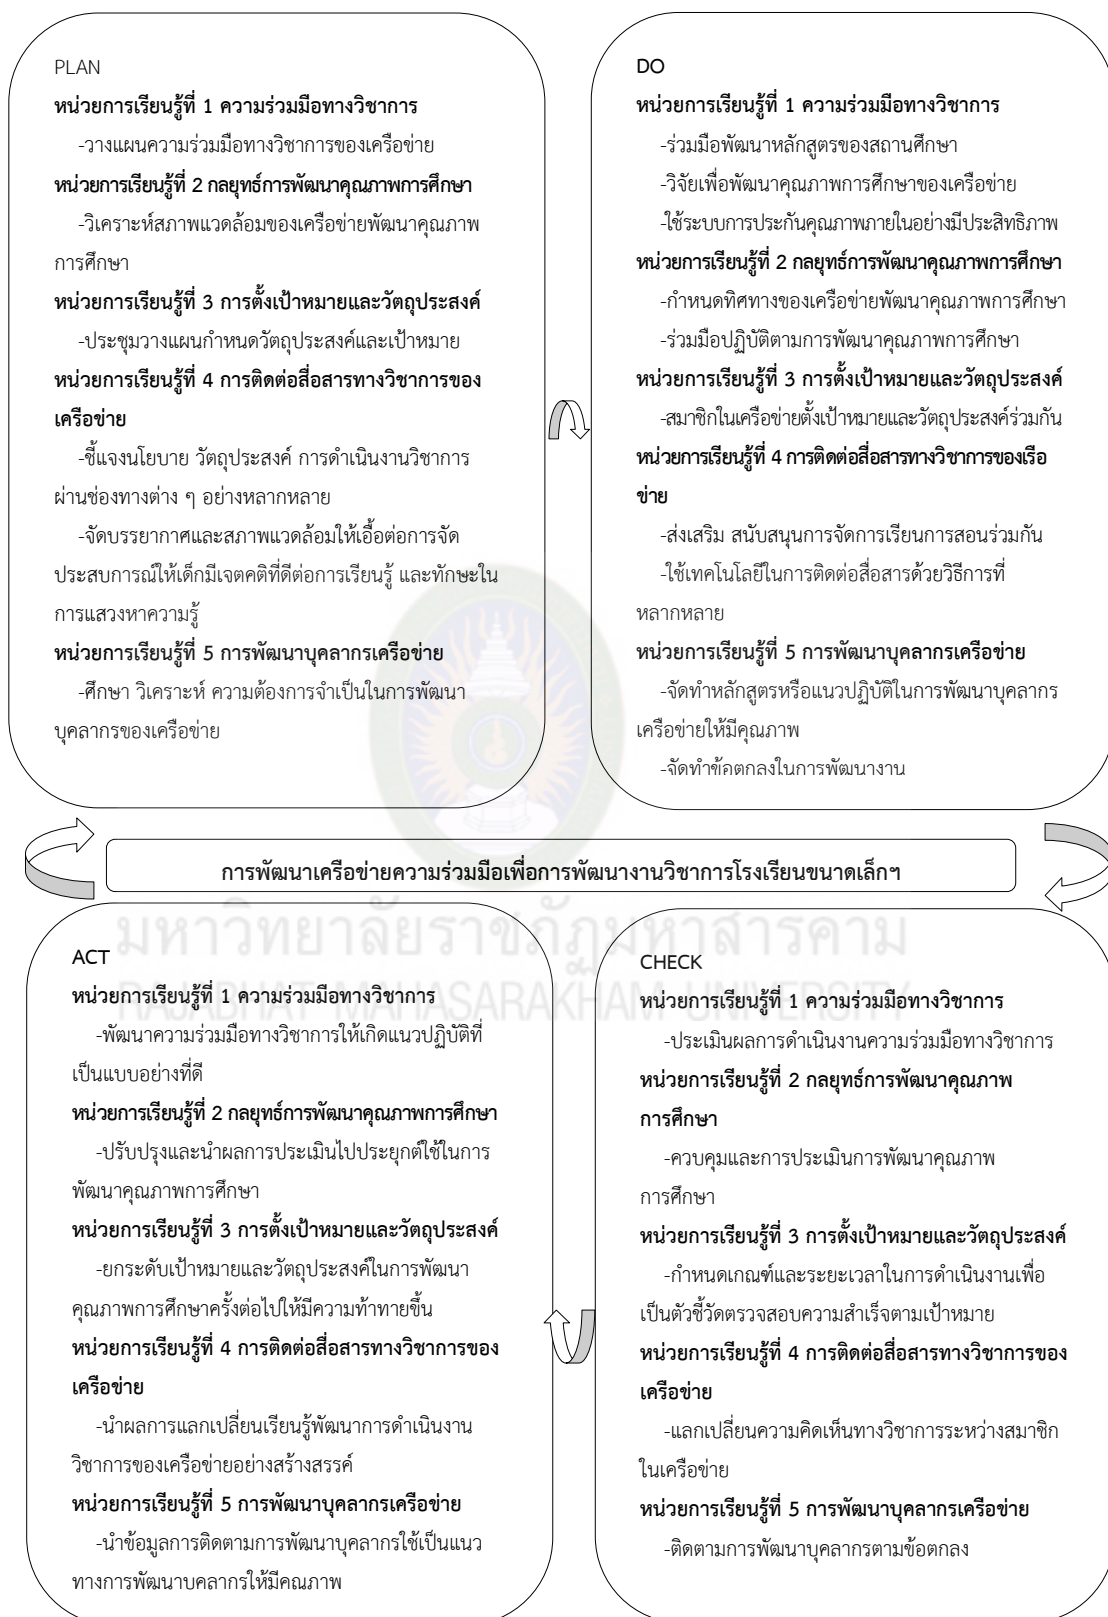 PLAN
หน่วยการเรียนรู้ที่ 1 ความร่วมมือทางวิชาการ
-วางแผนความร่วมมือทางวิชาการของเครือข่าย
หน่วยการเรียนรู้ที่ 2 กลยุทธ์การพัฒนาคุณภาพการศึกษา
-วิเคราะห์สภาพแวดล้อมของเครือข่ายพัฒนาคุณภาพ
การศึกษา
หน่วยการเรียนรู้ที่ 3 การตั้งเป้าหมายและวัตถุประสงค์
-ประชุมวางแผนกำหนดวัตถุประสงค์และเป้าหมาย
หน่วยการเรียนรู้ที่ 4 การติดต่อสื่อสารทางวิชาการของ
เครือข่าย
-ชี้แจงนโยบาย วัตถุประสงค์ การดำเนินงานวิชาการ
ผ่านช่องทางต่าง ๆ อย่างหลากหลาย
-จัดบรรยากาศและสภาพแวดล้อมให้เอื้อต่อการจัด
ประสบการณ์ให้เด็กมีเจตคติที่ดีต่อการเรียนรู้ และทักษะใน
การแสวงหาความรู้
หน่วยการเรียนรู้ที่ 5 การพัฒนาบุคลากรเครือข่าย
-ศึกษา วิเคราะห์ ความต้องการจำเป็นในการพัฒนา
บุคลากรของเครือข่าย
DO
หน่วยการเรียนรู้ที่ 1 ความร่วมมือทางวิชาการ
-ร่วมมือพัฒนาหลักสูตรของสถานศึกษา
-วิจัยเพื่อพัฒนาคุณภาพการศึกษาของเครือข่าย
-ใช้ระบบการประกันคุณภาพภายในอย่างมีประสิทธิภาพ
หน่วยการเรียนรู้ที่ 2 กลยุทธ์การพัฒนาคุณภาพการศึกษา
-กำหนดทิศทางของเครือข่ายพัฒนาคุณภาพการศึกษา
-ร่วมมือปฏิบัติตามการพัฒนาคุณภาพการศึกษา
หน่วยการเรียนรู้ที่ 3 การตั้งเป้าหมายและวัตถุประสงค์
-สมาชิกในเครือข่ายตั้งเป้าหมายและวัตถุประสงค์ร่วมกัน
หน่วยการเรียนรู้ที่ 4 การติดต่อสื่อสารทางวิชาการของเรือ
ข่าย
-ส่งเสริม สนับสนุนการจัดการเรียนการสอนร่วมกัน
-ใช้เทคโนโลยีในการติดต่อสื่อสารด้วยวิธีการที่
หลากหลาย
หน่วยการเรียนรู้ที่ 5 การพัฒนาบุคลากรเครือข่าย
-จัดทำหลักสูตรหรือแนวปฏิบัติในการพัฒนาบุคลากร
เครือข่ายให้มีคุณภาพ
-จัดทำข้อตกลงในการพัฒนางาน
การพัฒนาเครือข่ายความร่วมมือเพื่อการพัฒนางานวิชาการโรงเรียนขนาดเล็กฯ
มหาวิทยาลัยราชภัฏมหาสารคาม
RAJABHAT MAHASARAKHAM UNIVERSITY
ACT
หน่วยการเรียนรู้ที่ 1 ความร่วมมือทางวิชาการ
-พัฒนาความร่วมมือทางวิชาการให้เกิดแนวปฏิบัติที่
เป็นแบบอย่างที่ดี
หน่วยการเรียนรู้ที่ 2 กลยุทธ์การพัฒนาคุณภาพการศึกษา
-ปรับปรุงและนำผลการประเมินไปประยุกต์ใช้ในการ
พัฒนาคุณภาพการศึกษา
หน่วยการเรียนรู้ที่ 3 การตั้งเป้าหมายและวัตถุประสงค์
-ยกระดับเป้าหมายและวัตถุประสงค์ในการพัฒนา
คุณภาพการศึกษาครั้งต่อไปให้มีความท้าทายขึ้น
หน่วยการเรียนรู้ที่ 4 การติดต่อสื่อสารทางวิชาการของ
เครือข่าย
-นำผลการแลกเปลี่ยนเรียนรู้พัฒนาการดำเนินงาน
วิชาการของเครือข่ายอย่างสร้างสรรค์
หน่วยการเรียนรู้ที่ 5 การพัฒนาบุคลากรเครือข่าย
-นำข้อมูลการติดตามการพัฒนาบุคลากรใช้เป็นแนว
ทางการพัฒนาบุคลากรให้มีคุณภาพ
CHECK
หน่วยการเรียนรู้ที่ 1 ความร่วมมือทางวิชาการ
-ประเมินผลการดำเนินงานความร่วมมือทางวิชาการ
หน่วยการเรียนรู้ที่ 2 กลยุทธ์การพัฒนาคุณภาพ
การศึกษา
-ควบคุมและการประเมินการพัฒนาคุณภาพ
การศึกษา
หน่วยการเรียนรู้ที่ 3 การตั้งเป้าหมายและวัตถุประสงค์
-กำหนดเกณฑ์และระยะเวลาในการดำเนินงานเพื่อ
เป็นตัวชี้วัดตรวจสอบความสำเร็จตามเป้าหมาย
หน่วยการเรียนรู้ที่ 4 การติดต่อสื่อสารทางวิชาการของ
เครือข่าย
-แลกเปลี่ยนความคิดเห็นทางวิชาการระหว่างสมาชิก
ในเครือข่าย
หน่วยการเรียนรู้ที่ 5 การพัฒนาบุคลากรเครือข่าย
-ติดตามการพัฒนาบุคลากรตามข้อตกลง